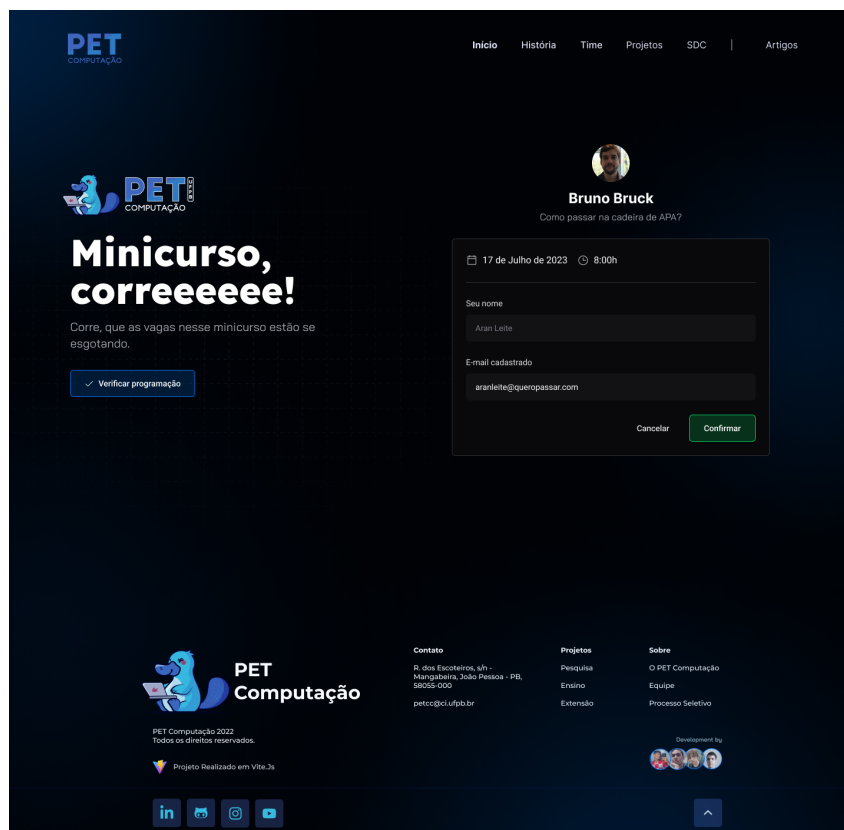 PET
COMPUTAÇÃO
Início História Time Projetos SDC | Artigos
PET UFPB
COMPUTAÇÃO
Minicurso,
correeeeee!
Corre, que as vagas nesse minicurso estão se
esgotando.
Verificar programação
Bruno Bruck
Como passar na cadeira de APA?
17 de Julho de 2023 8:00h
Seu nome
Aran Leite
E-mail cadastrado
aranleite@queropassar.com
Cancelar Confirmar
PET
Computação
PET Computação 2022
Todos os direitos reservados.
Projeto Realizado em Vite.Js
Contato
R. dos Escoteiros, s/n -
Mangabeira, João Pessoa - PB,
58055-000
petcc@ci.ufpb.br
Projetos
Pesquisa
Ensino
Extensão
Sobre
O PET Computação
Equipe
Processo Seletivo
Development by
in